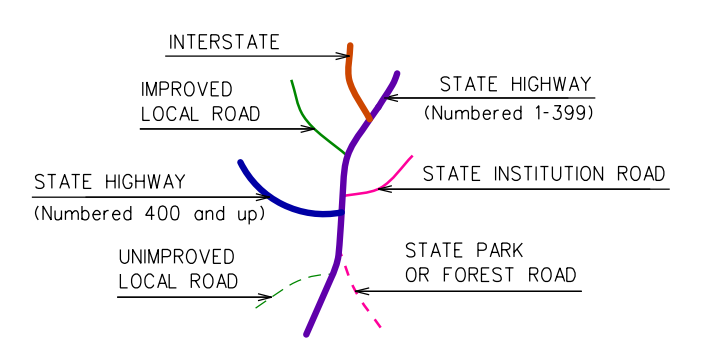 INTERSTATE
IMPROVED
LOCAL ROAD
STATE HIGHWAY
(Numbered 1-399)
STATE INSTITUTION ROAD
STATE HIGHWAY
(Numbered 400 and up)
UNIMPROVED
LOCAL ROAD
STATE PARK
OR FOREST ROAD